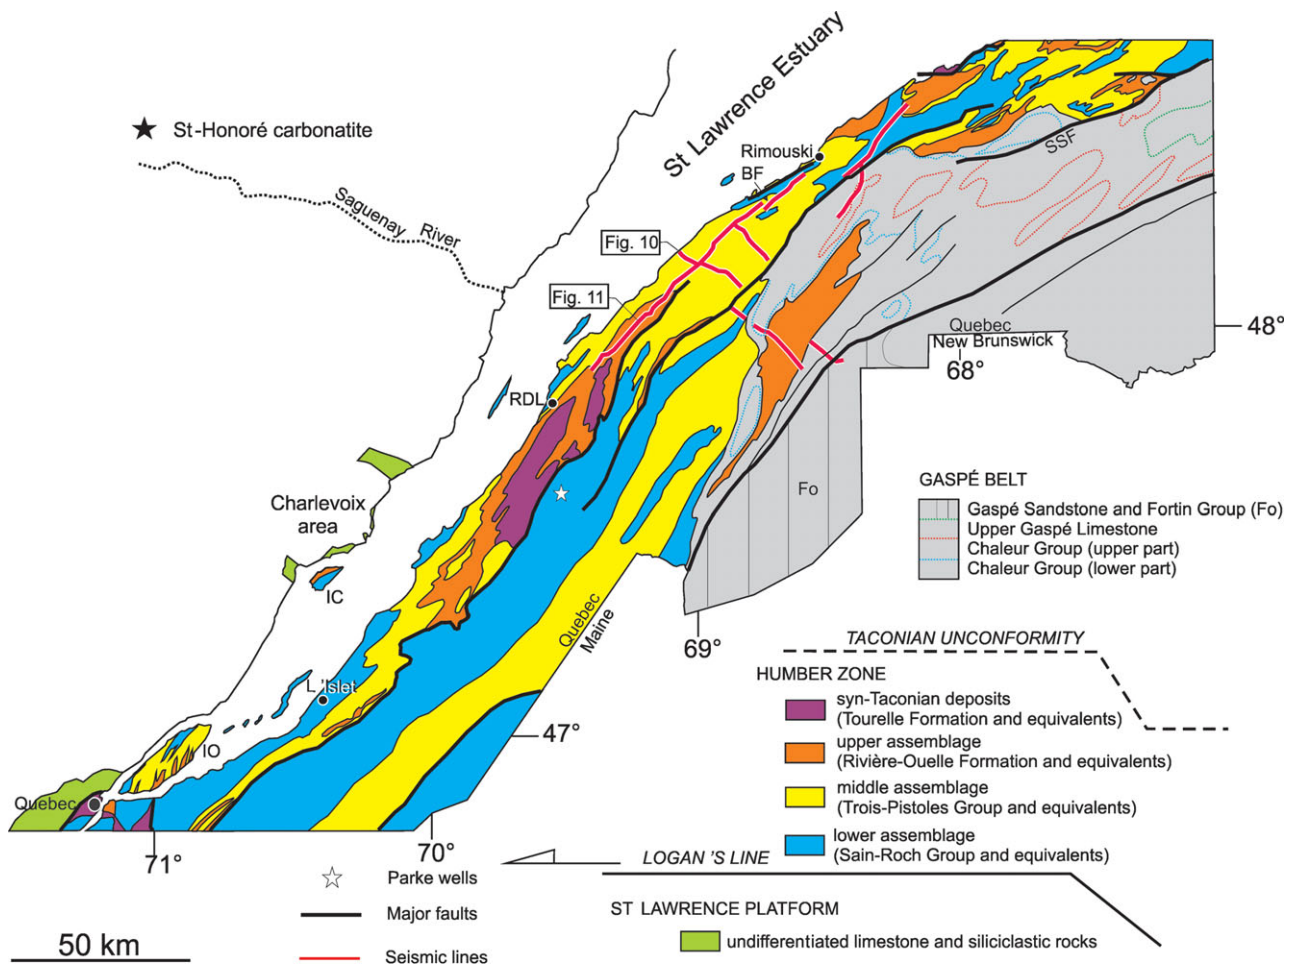 St Lawrence Estuary
St-Honoré carbonatite
Saguenay River
Rimouski
BF
SSF
Fig. 10
Fig. 11
Quebec
New Brunswick
48°
68°
RDL
Fo
Charlevoix
area
IC
Quebec
Maine
69°
L'Islet
47°
IO
Quebec
71°
70°
GASPÉ BELT
Gaspé Sandstone and Fortin Group (Fo)
Upper Gaspé Limestone
Chaleur Group (upper part)
Chaleur Group (lower part)
TACONIAN UNCONFORMITY
HUMBER ZONE
syn-Taconian deposits
(Tourelle Formation and equivalents)
upper assemblage
(Rivière-Ouelle Formation and equivalents)
middle assemblage
(Trois-Pistoles Group and equivalents)
lower assemblage
(Sain-Roch Group and equivalents)
LOGAN 'S LINE
ST LAWRENCE PLATFORM
undifferentiated limestone and siliciclastic rocks
Parke wells
Major faults
Seismic lines
50 km